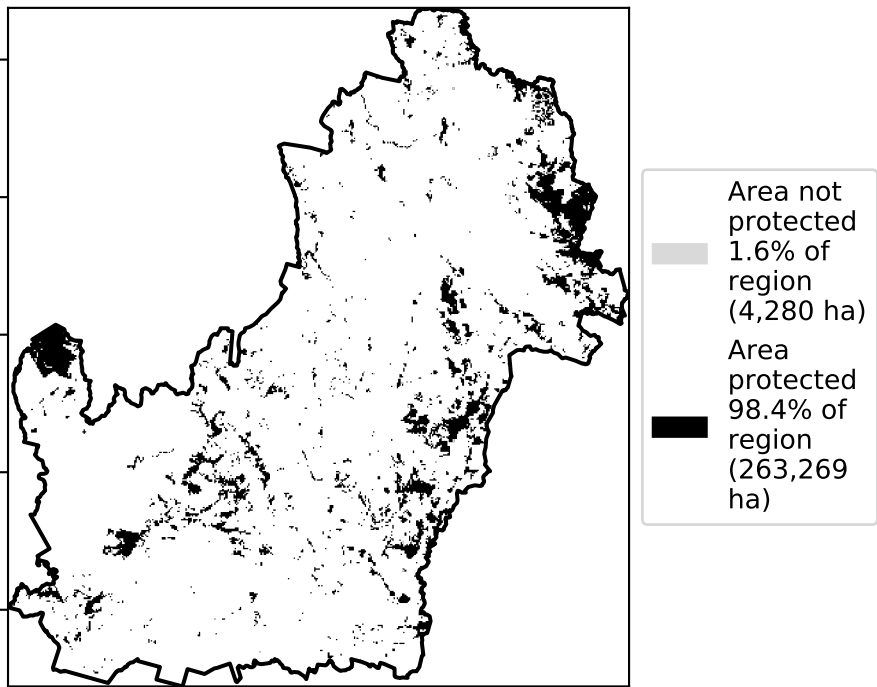 Area not
protected
1.6% of
region
(4,280 ha)
Area
protected
98.4% of
region
(263,269
ha)